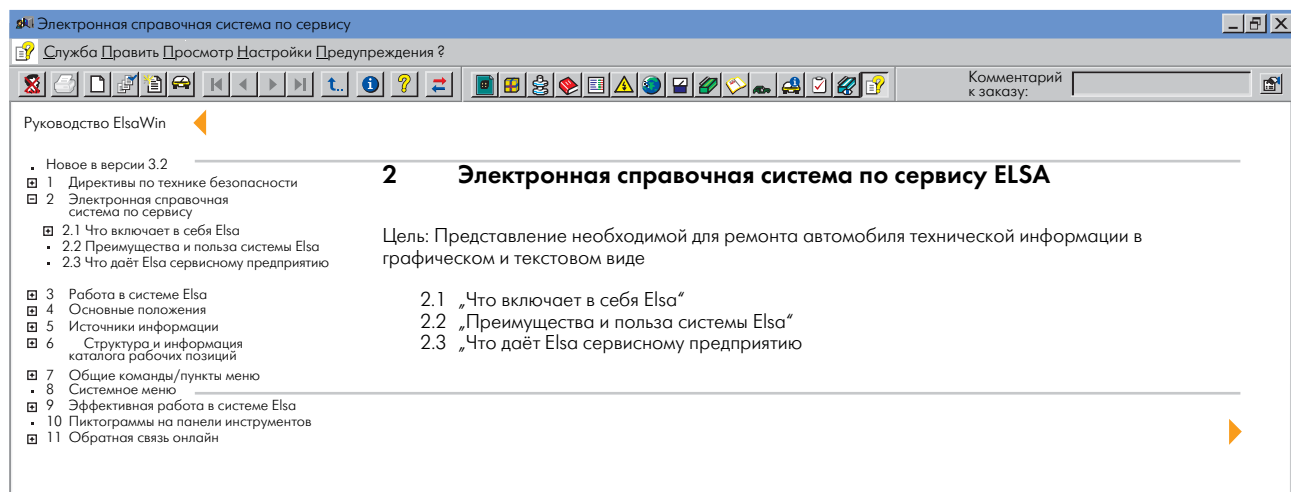 Электронная справочная система по сервису
Служба Править Просмотр Настройки Предупреждения ?
Комментарий
к заказу:
Руководство ElsaWin
Новое в версии 3.2
1 Директивы по технике безопасности
2 Электронная справочная
система по сервису
2.1 Что включает в себя Elsa
2.2 Преимущества и польза системы Elsa
2.3 Что даёт Elsa сервисному предприятию
3 Работа в системе Elsa
4 Основные положения
5 Источники информации
6 Структура и информация
каталога рабочих позиций
7 Общие команды/пункты меню
8 Системное меню
9 Эффективная работа в системе Elsa
10 Пиктограммы на панели инструментов
11 Обратная связь онлайн
2 Электронная справочная система по сервису ELSA
Цель: Представление необходимой для ремонта автомобиля технической информации в
графическом и текстовом виде
2.1 „Что включает в себя Elsa“
2.2 „Преимущества и польза системы Elsa“
2.3 „Что даёт Elsa сервисному предприятию